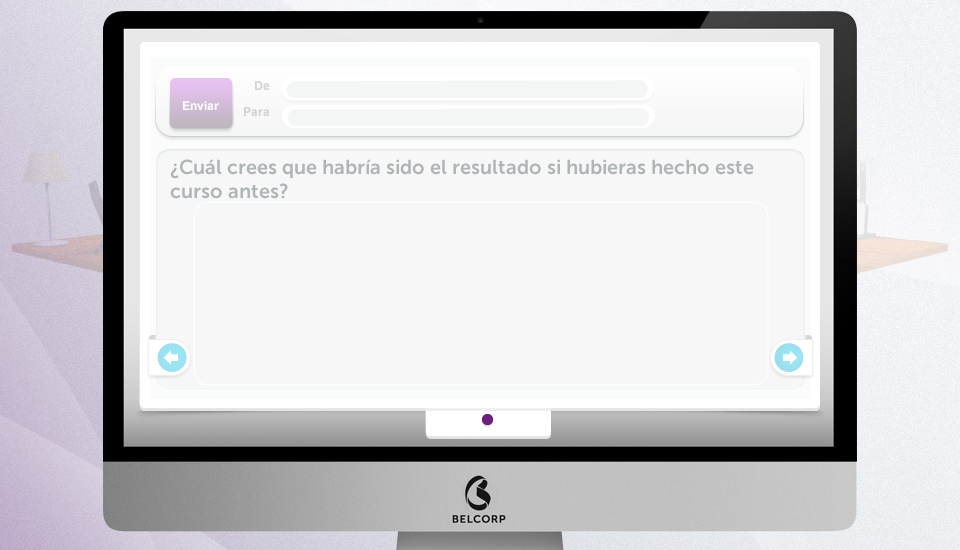 De
Enviar
Para
¿Cuál crees que habría sido el resultado si hubieras hecho este
curso antes?
BELCORP